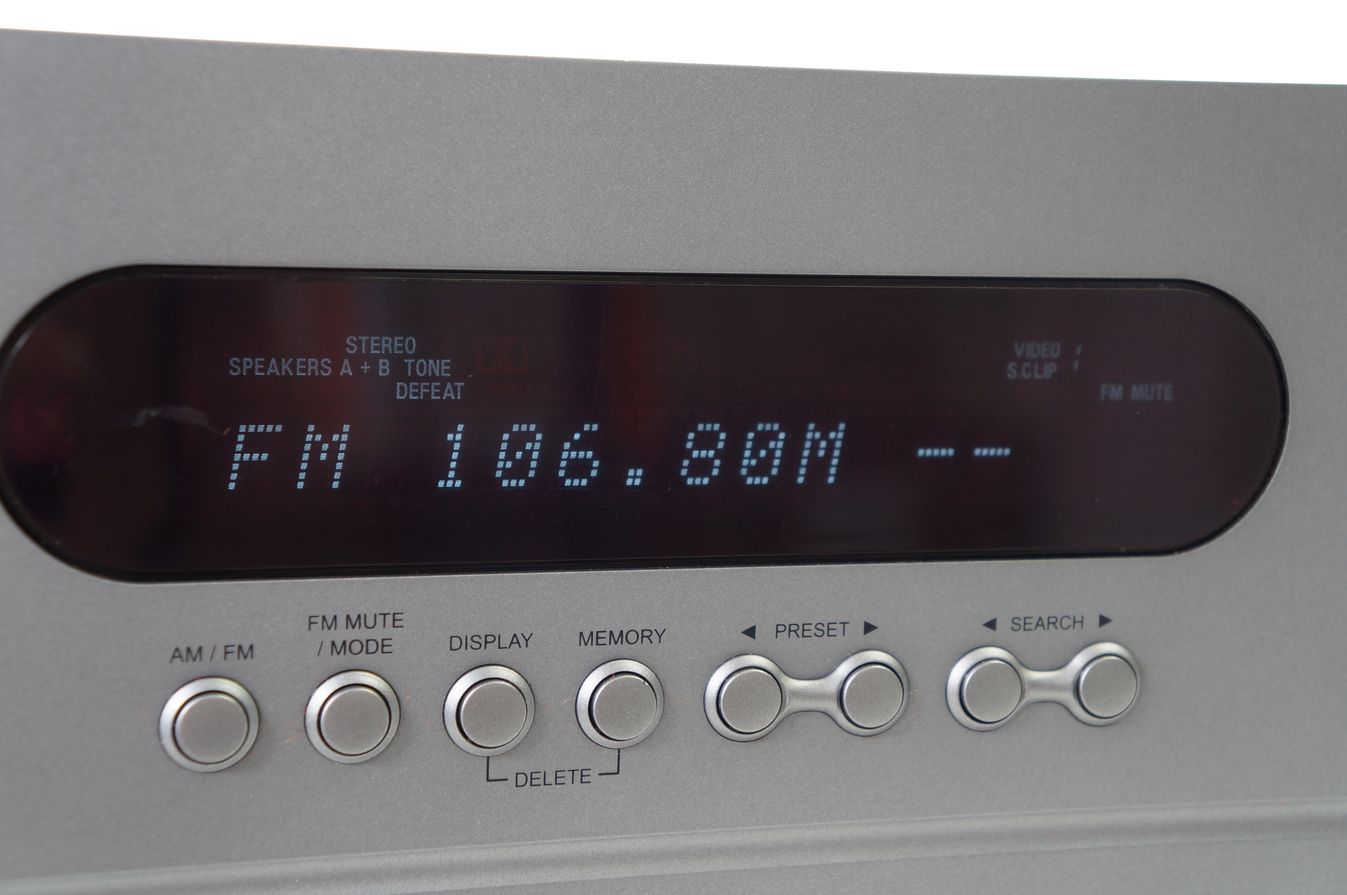 STEREO
SPEAKERS A + B TONE
DEFEAT
VIDEO
S.CLIP
FM MUTE
FM 106.80M --
AM / FM
FM MUTE
/ MODE
DISPLAY
MEMORY
◄ PRESET ►
◄ SEARCH ►
DELETE